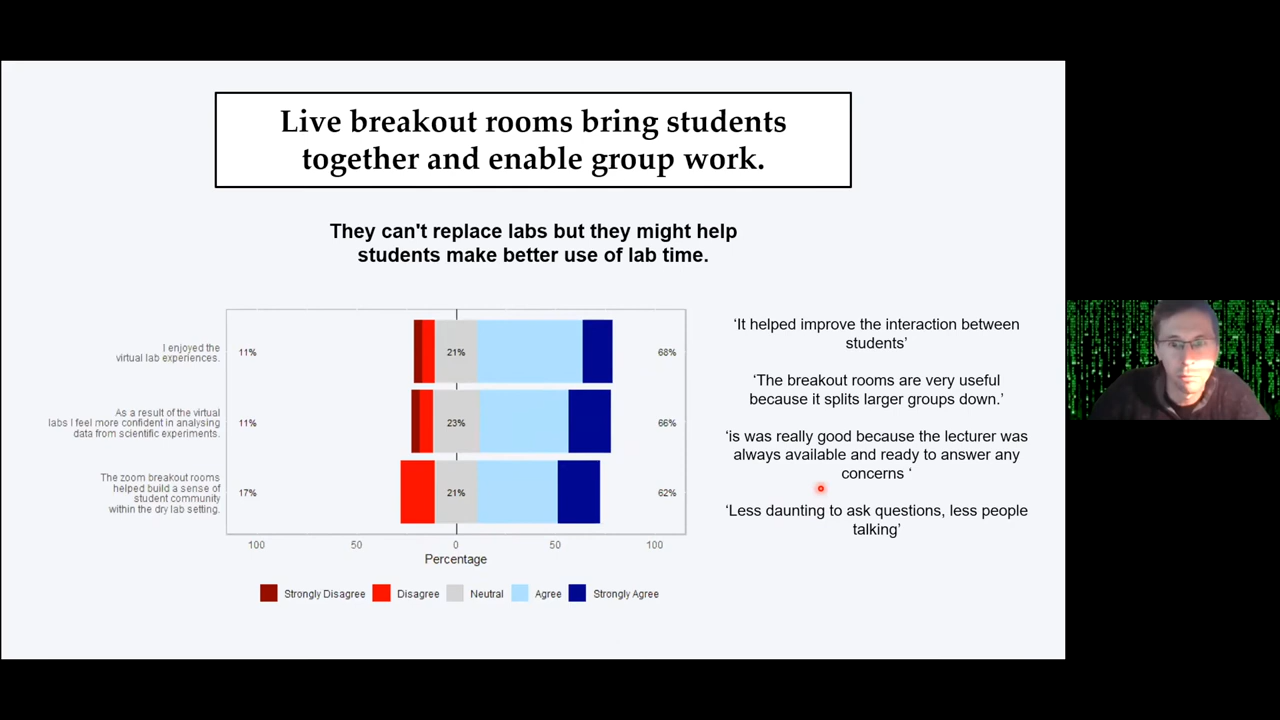 Live breakout rooms bring students
together and enable group work.
They can't replace labs but they might help
students make better use of lab time.
I enjoyed the
virtual lab experiences.
11%
21%
68%
As a result of the virtual
labs I feel more confident in analysing
data from scientific experiments.
11%
23%
66%
The zoom breakout rooms
helped build a sense of
student community
within the dry lab setting.
17%
21%
62%
100
50
0
50
100
Percentage
Strongly Disagree
Disagree
Neutral
Agree
Strongly Agree
‘It helped improve the interaction between
students’
‘The breakout rooms are very useful
because it splits larger groups down.’
‘is was really good because the lecturer was
always available and ready to answer any
concerns ‘
‘Less daunting to ask questions, less people
talking’